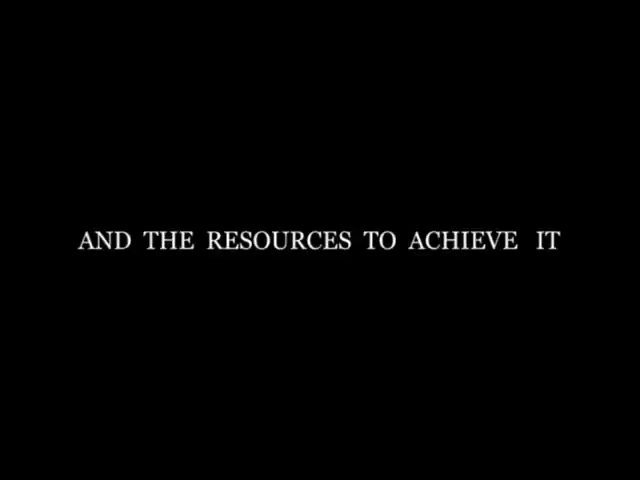 AND THE RESOURCES TO ACHIEVE IT